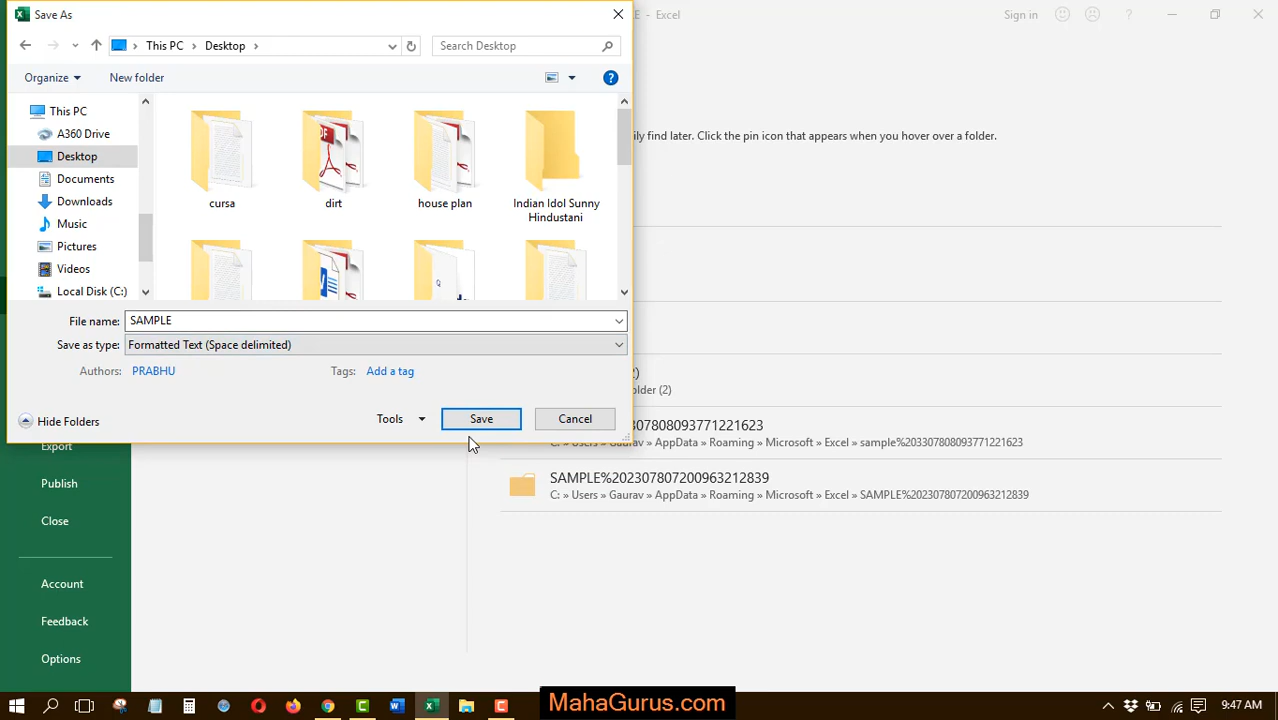 Save As
E - Excel
Sign in
?
This PC
Desktop
Search Desktop
Organize
New folder
?
This PC
A360 Drive
Desktop
Documents
Downloads
Music
Pictures
Videos
Local Disk (C:)
cursa
dirt
house plan
Indian Idol Sunny
Hindustani
ily find later. Click the pin icon that appears when you hover over a folder.
File name:
SAMPLE
Save as type:
Formatted Text (Space delimited)
Authors:
PRABHU
Tags:
Add a tag
Hide Folders
Tools
Save
Cancel
2)
older (2)
0780809377122​1623
C: » Users » Gaurav » AppData » Roaming » Microsoft » Excel » sample%203307808093771221623
SAMPLE%202307807200963212839
C: » Users » Gaurav » AppData » Roaming » Microsoft » Excel » SAMPLE%202307807200963212839
Export
Publish
Close
Account
Feedback
Options
MahaGurus.com
9:47 AM